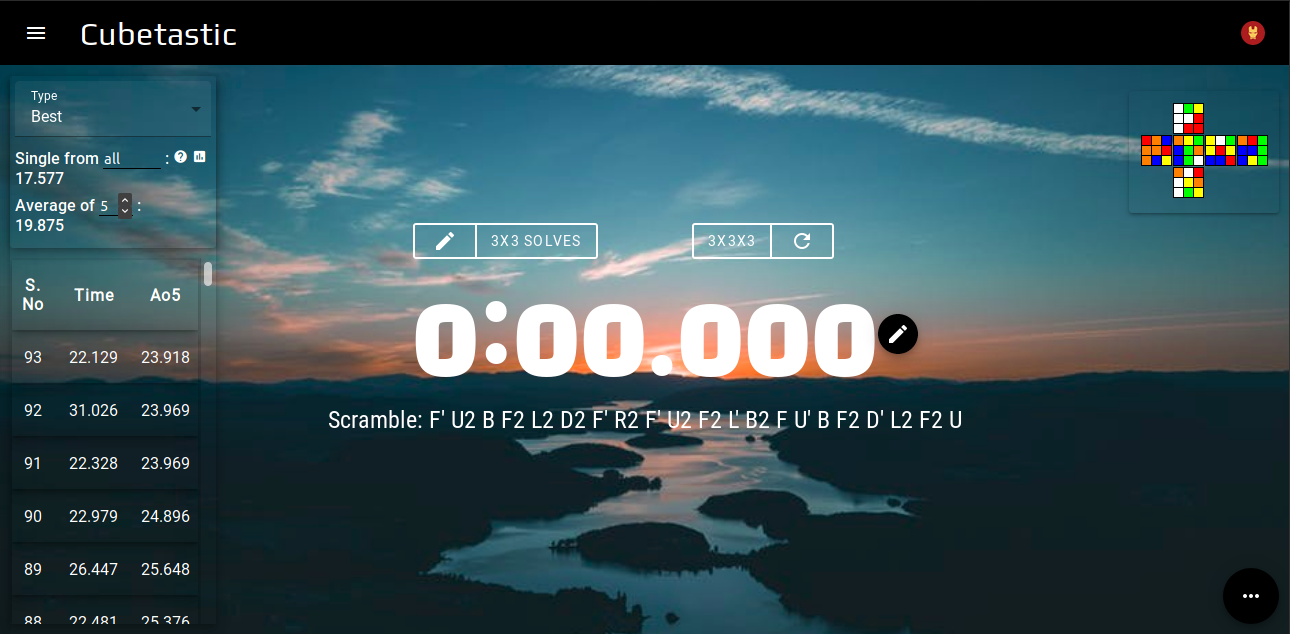 Cubetastic
Type
Best
Single from all :
17.577
Average of 5 :
19.875
S. No Time Ao5
93 22.129 23.918
92 31.026 23.969
91 22.328 23.969
90 22.979 24.896
89 26.447 25.648
88 22.481 25.376
3X3 SOLVES
3X3X3
0:00.000
Scramble: F' U2 B F2 L2 D2 F' R2 F' U2 F2 L' B2 F U' B F2 D' L2 F2 U